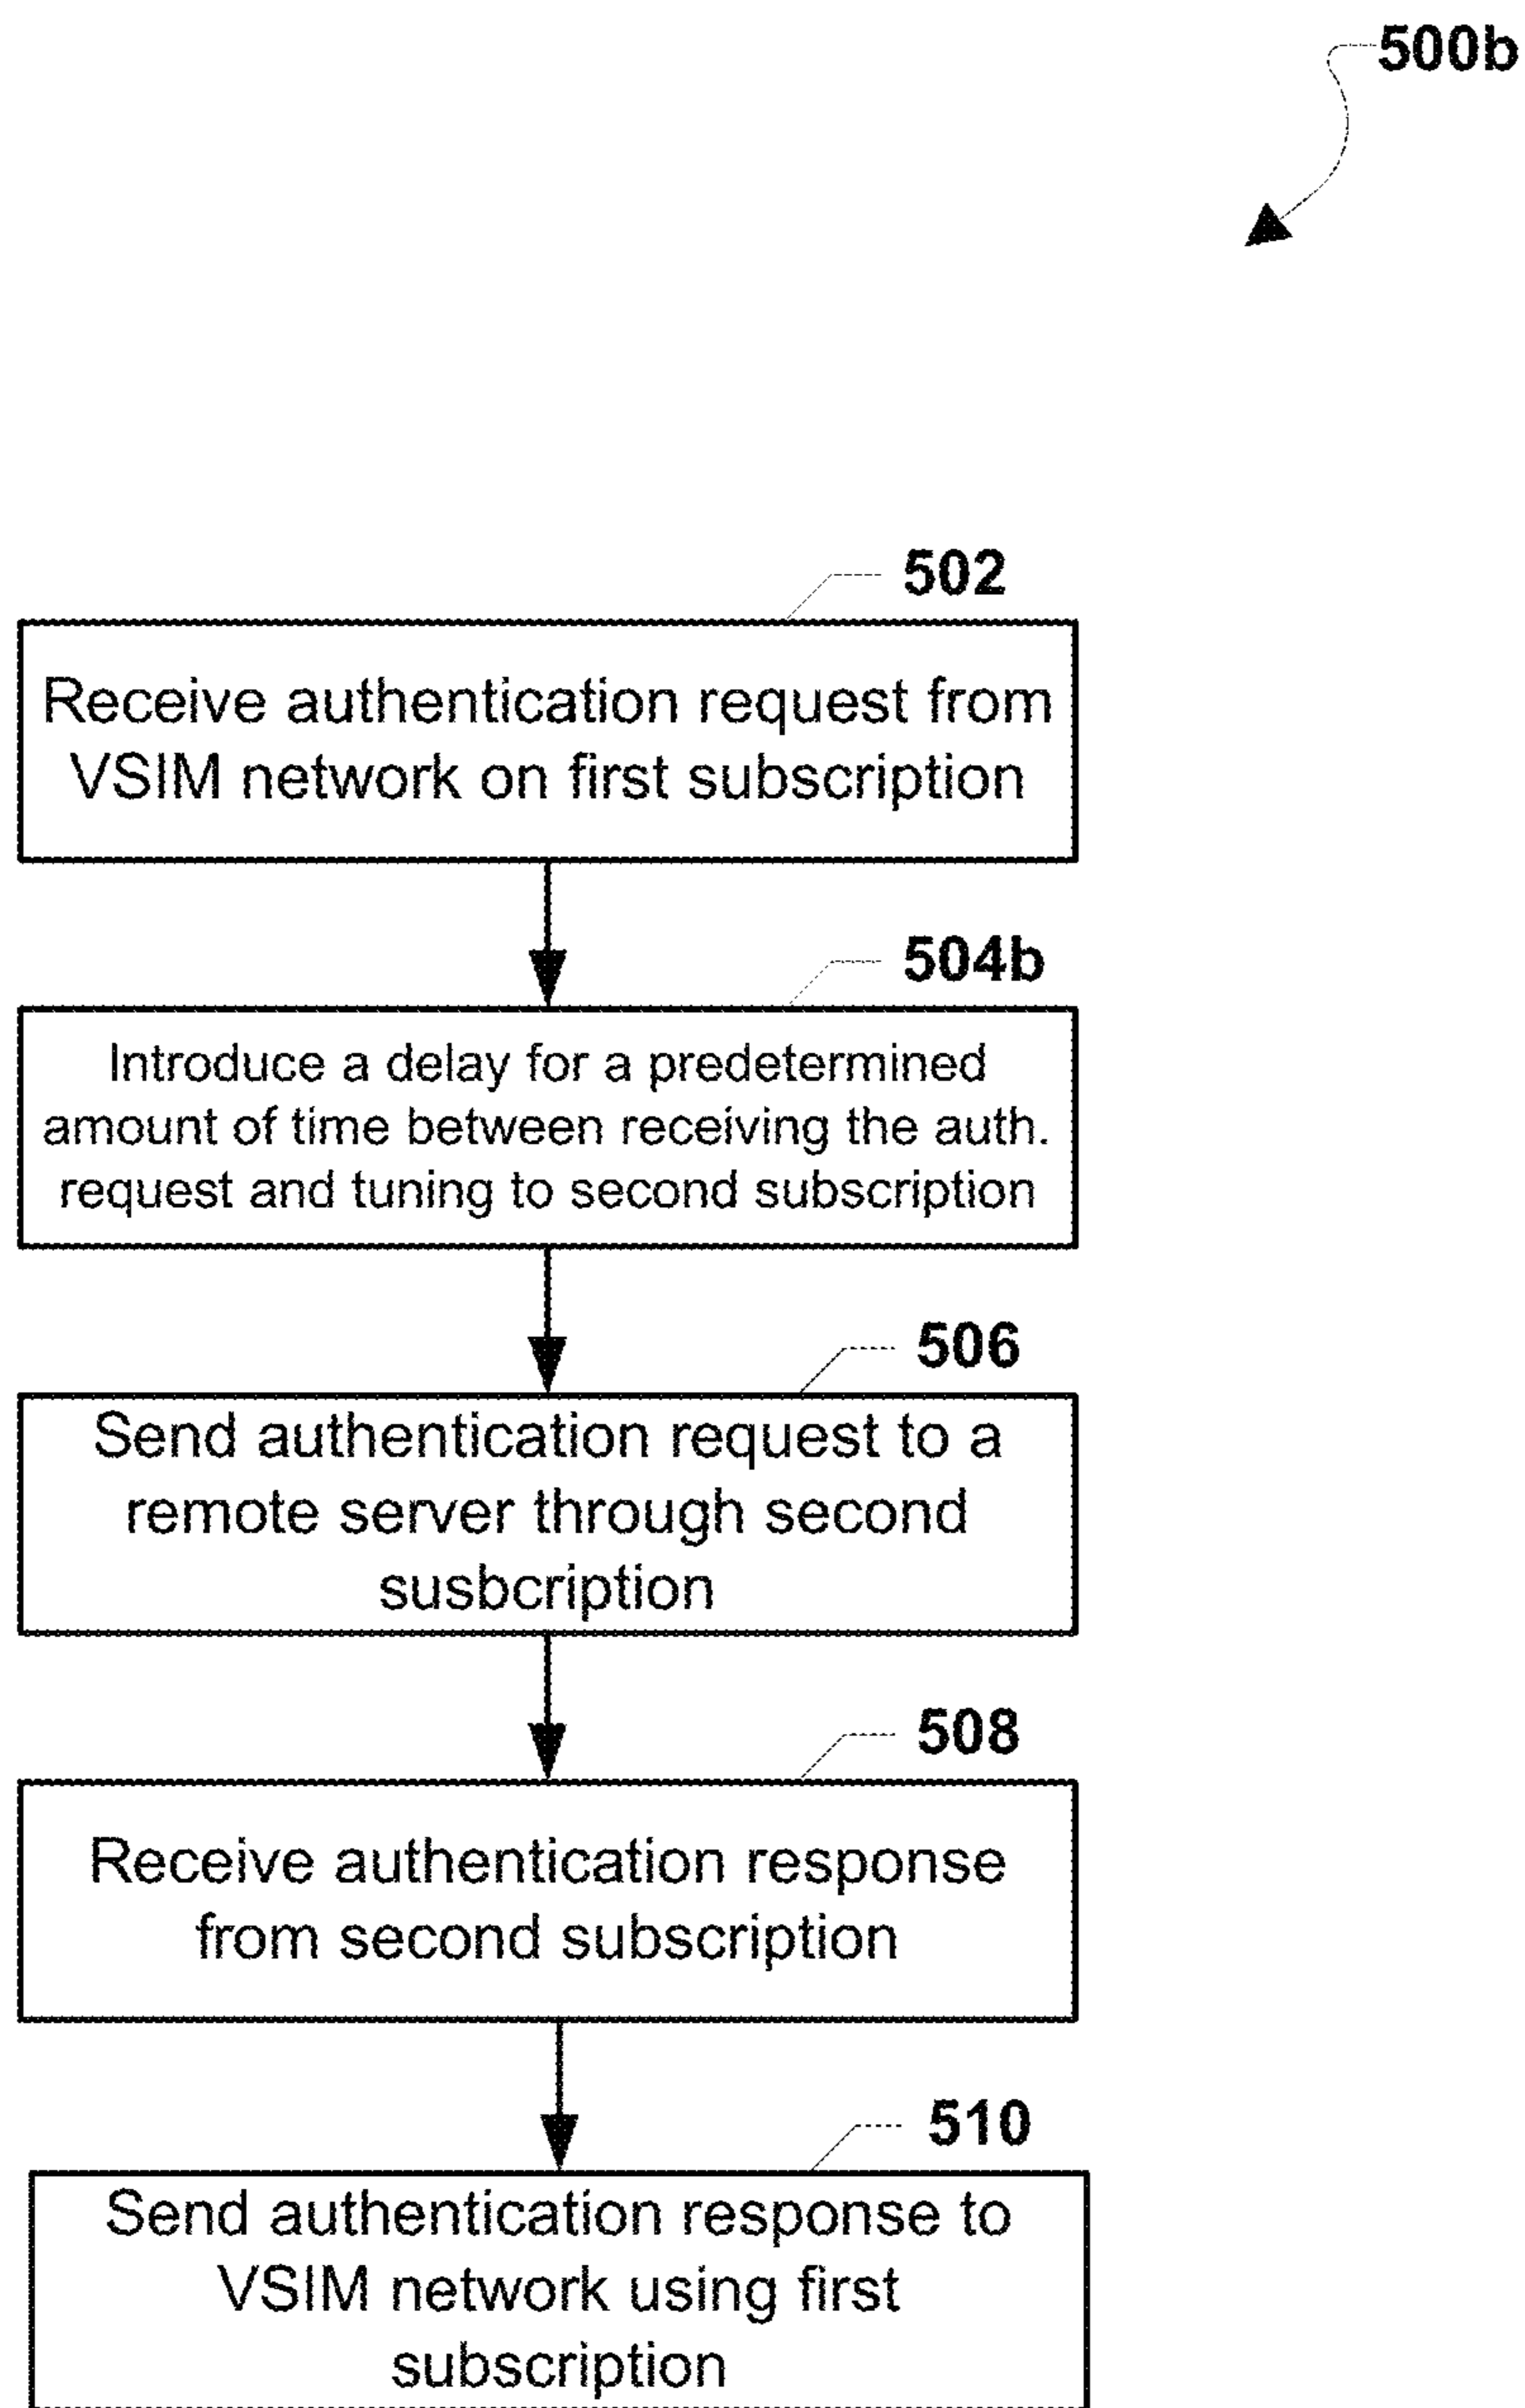 500b
502
Receive authentication request from
VSIM network on first subscription
504b
Introduce a delay for a predetermined
amount of time between receiving the auth.
request and tuning to second subscription
506
Send authentication request to a
remote server through second
susbcription
508
Receive authentication response
from second subscription
510
Send authentication response to
VSIM network using first
subscription